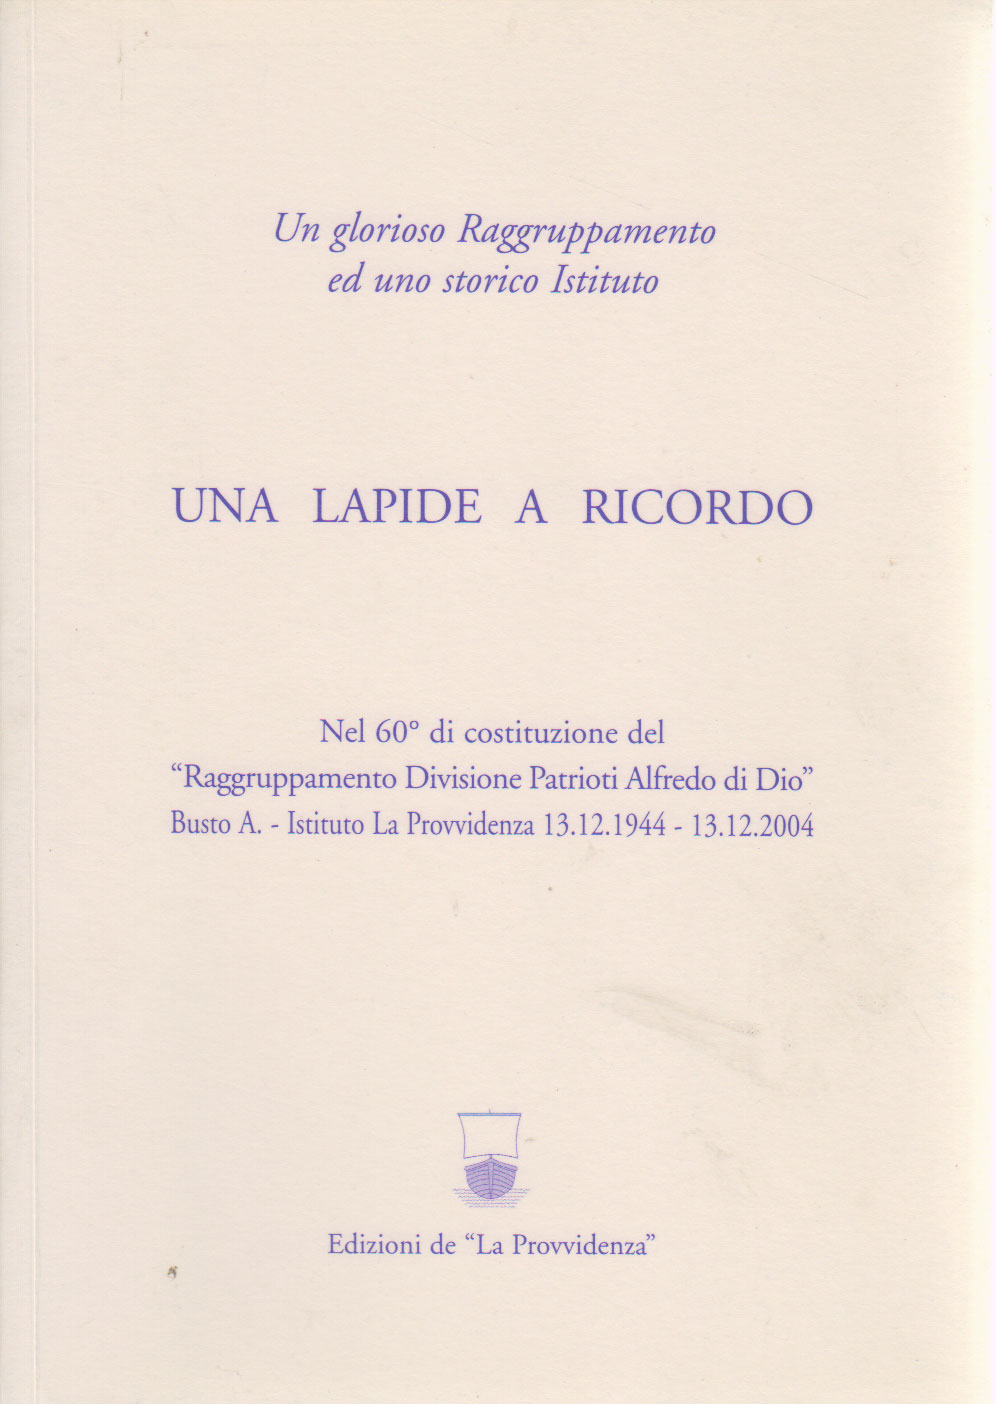 Un glorioso Raggruppamento
ed uno storico Istituto
UNA LAPIDE A RICORDO
Nel 60° di costituzione del
“Raggruppamento Divisione Patrioti Alfredo di Dio”
Busto A. - Istituto La Provvidenza 13.12.1944 - 13.12.2004
Edizioni de “La Provvidenza”